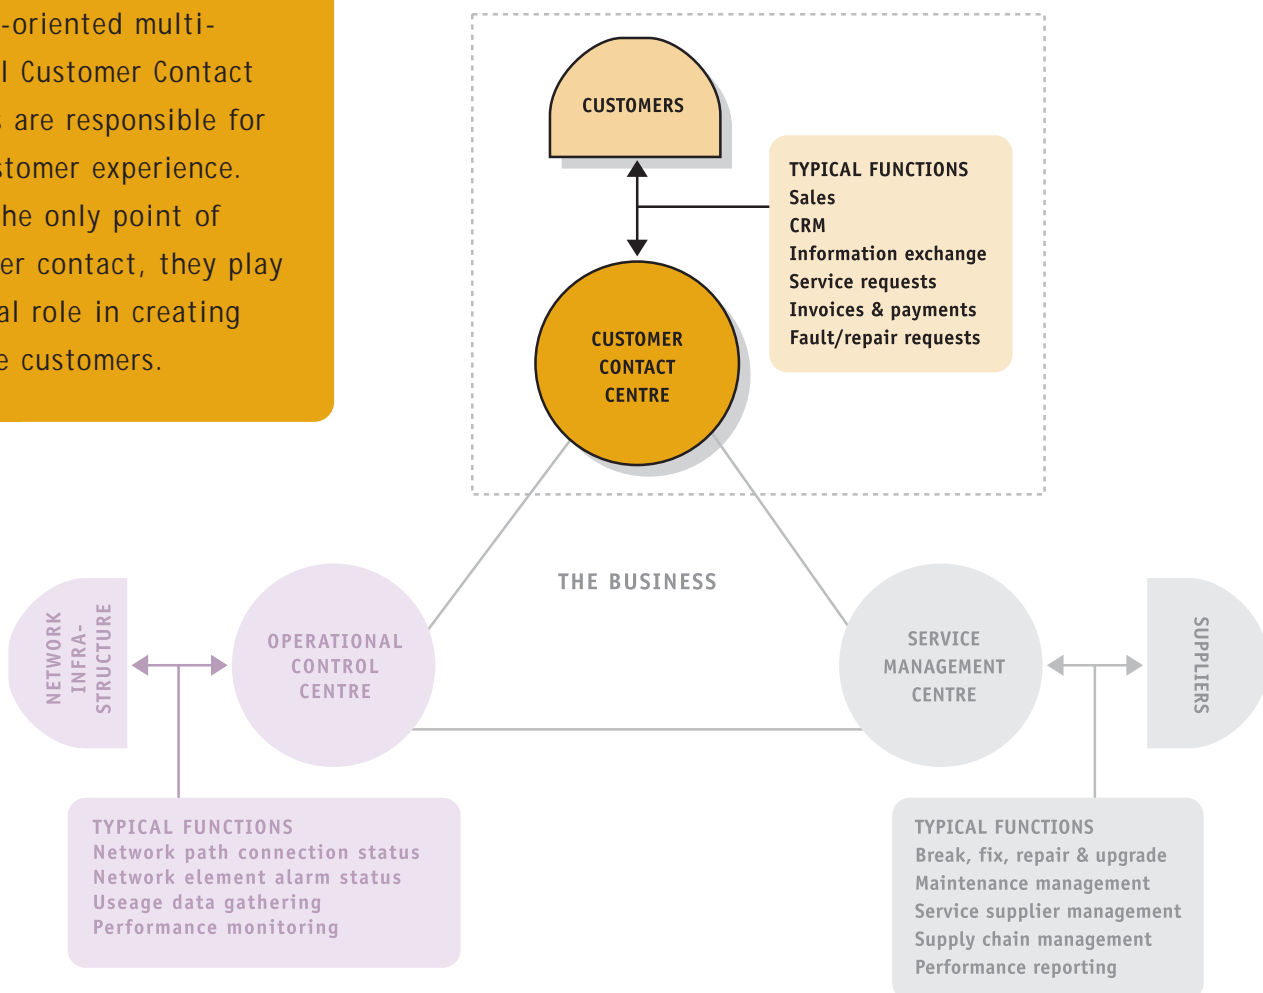 -oriented multi-
l Customer Contact
s are responsible for
stomer experience.
he only point of
er contact, they play
al role in creating
e customers.
CUSTOMERS
TYPICAL FUNCTIONS
Sales
CRM
Information exchange
Service requests
Invoices & payments
Fault/repair requests
CUSTOMER
CONTACT
CENTRE
THE BUSINESS
NETWORK
INFRA-
STRUCTURE
OPERATIONAL
CONTROL
CENTRE
SERVICE
MANAGEMENT
CENTRE
SUPPLIERS
TYPICAL FUNCTIONS
Network path connection status
Network element alarm status
Useage data gathering
Performance monitoring
TYPICAL FUNCTIONS
Break, fix, repair & upgrade
Maintenance management
Service supplier management
Supply chain management
Performance reporting